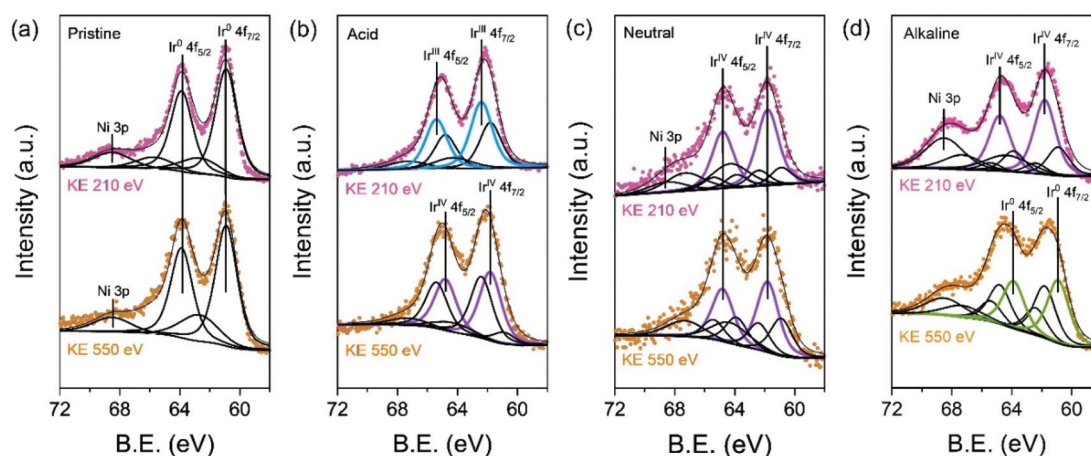 (a)
Pristine
Ir⁰ 4f₅/₂
Ir⁰ 4f₇/₂
Ni 3p
KE 210 eV
Ni 3p
KE 550 eV
Intensity (a.u.)
72 68 64 60
B.E. (eV)
(b)
Acid
Irᴵᴵᴵ 4f₅/₂
Irᴵᴵᴵ 4f₇/₂
KE 210 eV
Irᴵⱽ 4f₅/₂
Irᴵⱽ 4f₇/₂
KE 550 eV
Intensity (a.u.)
72 68 64 60
B.E. (eV)
(c)
Neutral
Irᴵⱽ 4f₅/₂
Irᴵⱽ 4f₇/₂
Ni 3p
KE 210 eV
KE 550 eV
Intensity (a.u.)
72 68 64 60
B.E. (eV)
(d)
Alkaline
Irᴵⱽ 4f₅/₂
Irᴵⱽ 4f₇/₂
Ni 3p
KE 210 eV
Ir⁰ 4f₅/₂
Ir⁰ 4f₇/₂
KE 550 eV
Intensity (a.u.)
72 68 64 60
B.E. (eV)